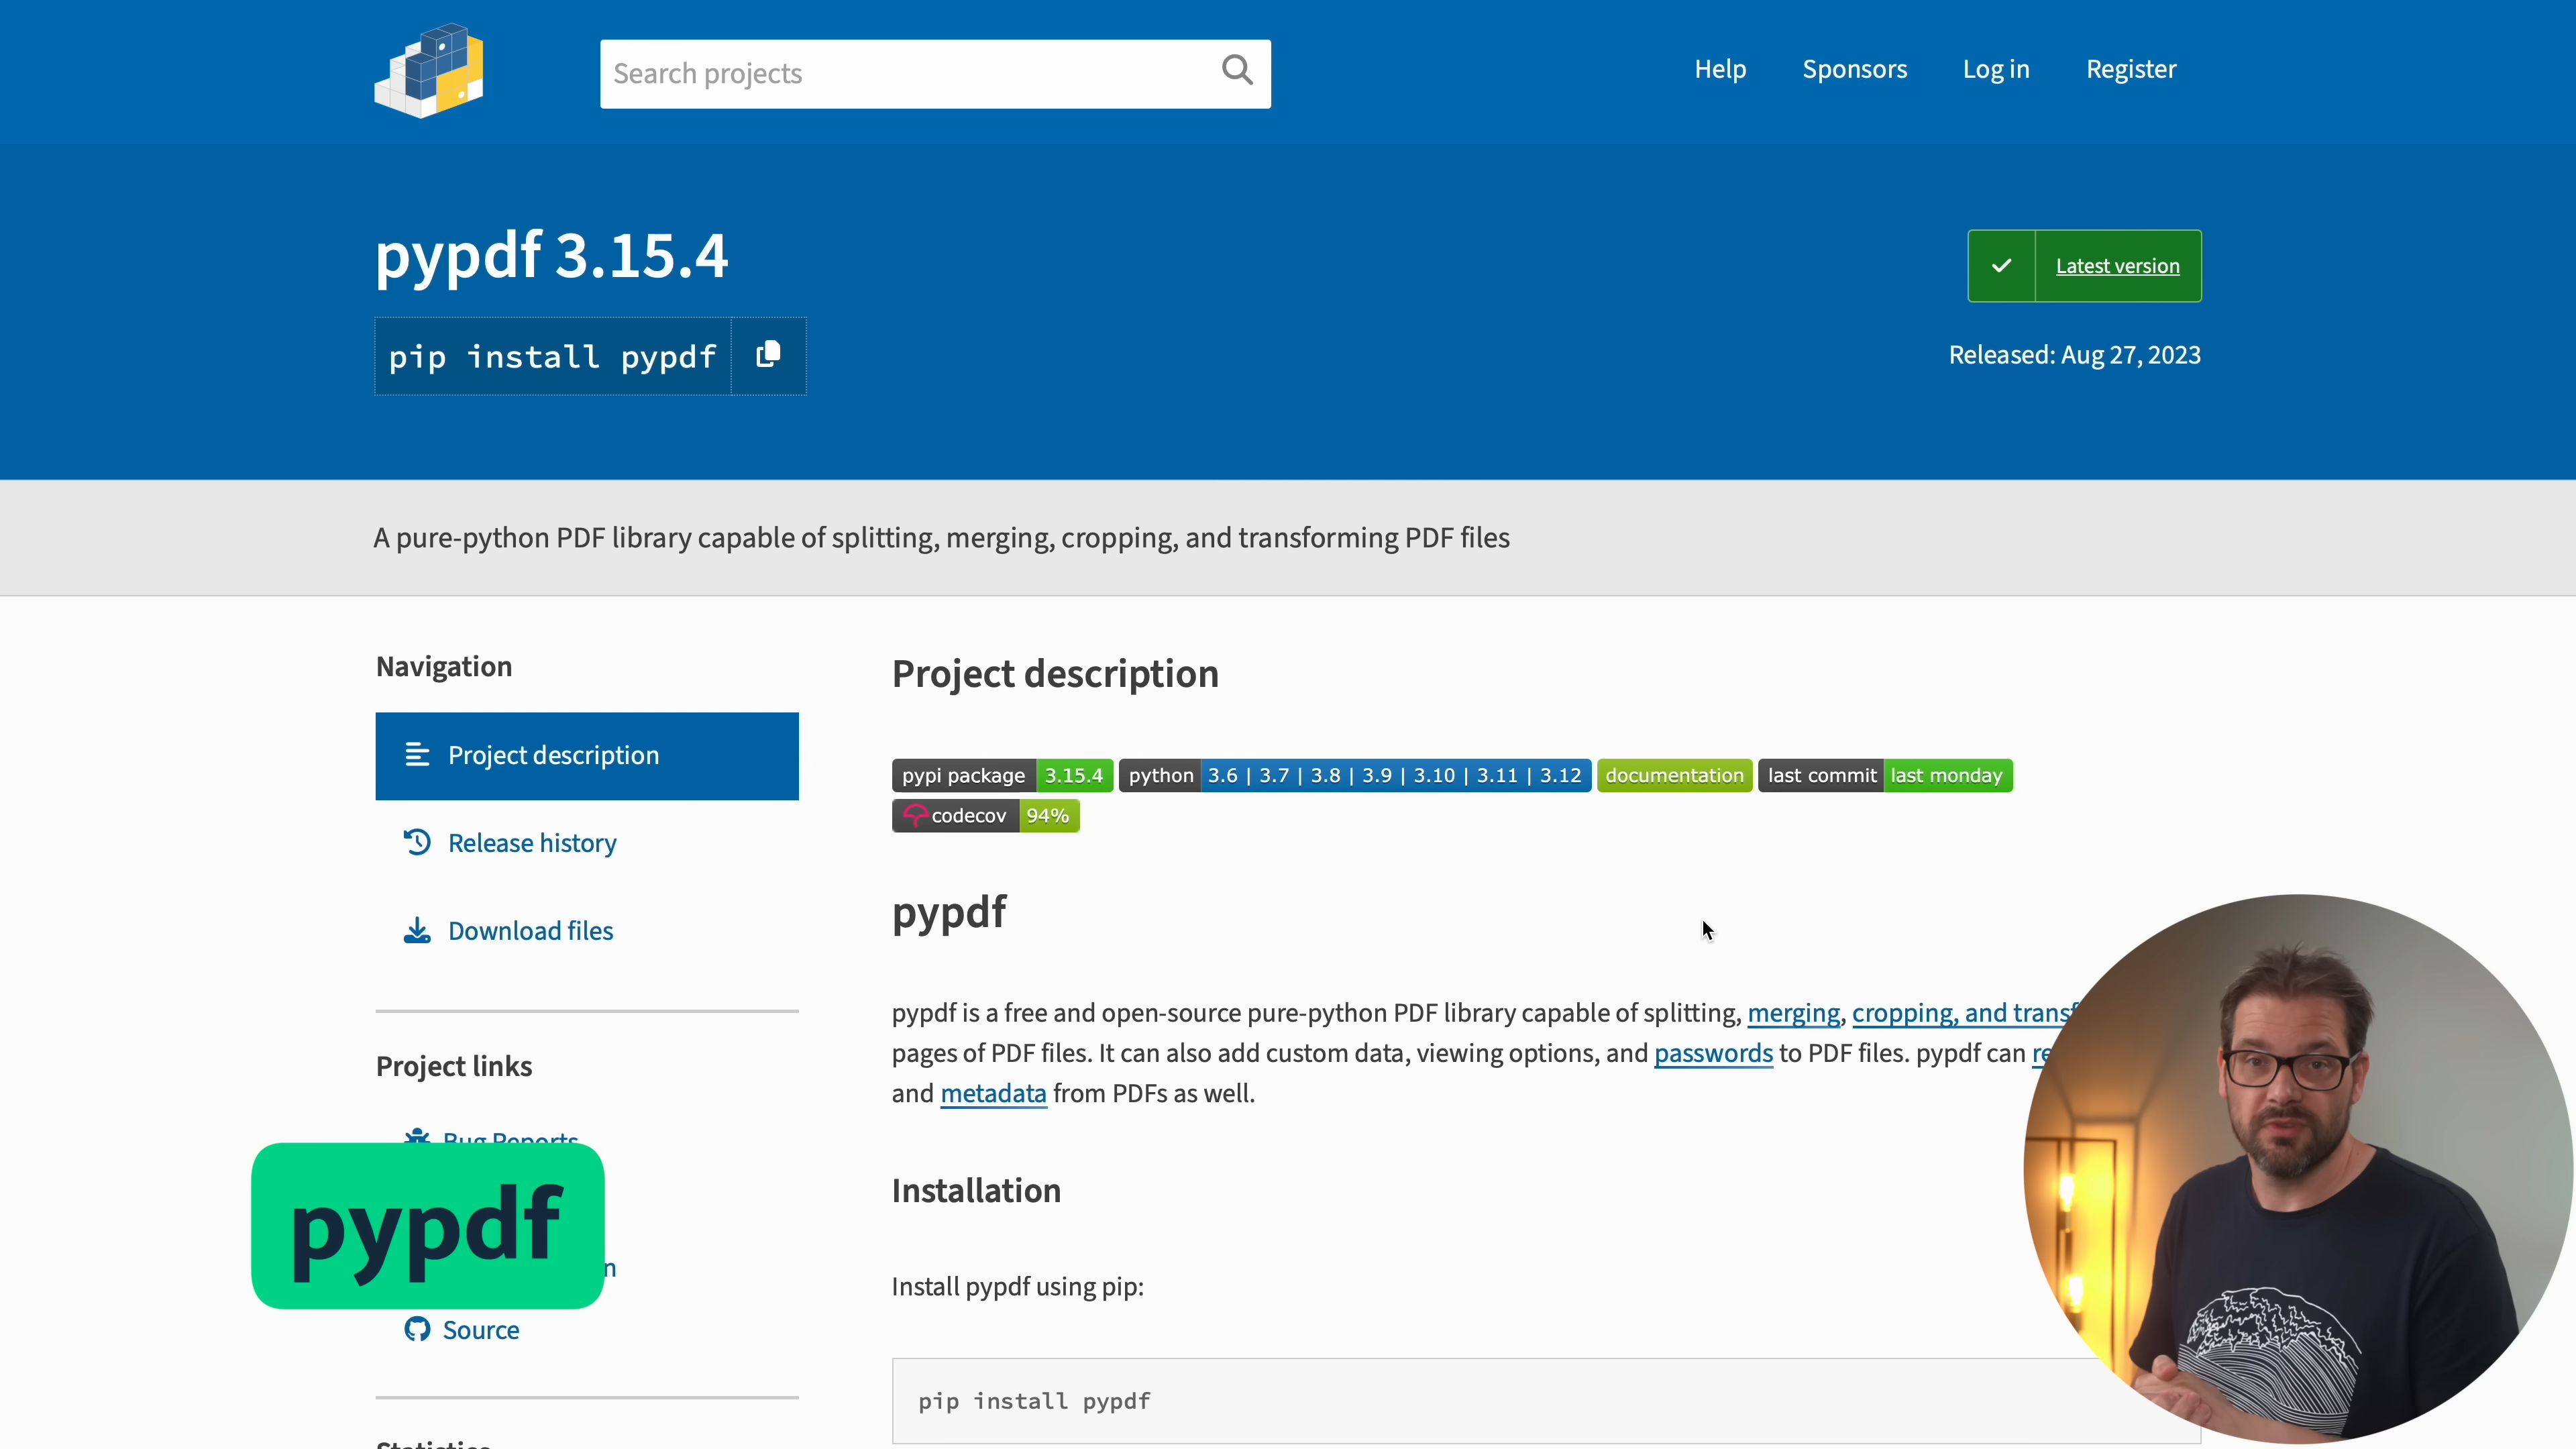 Search projects
Help
Sponsors
Log in
Register
pypdf 3.15.4
pip install pypdf
Latest version
Released: Aug 27, 2023
A pure-python PDF library capable of splitting, merging, cropping, and transforming PDF files
Navigation
Project description
Release history
Download files
Project links
Bug Reports
pypdf
Source
Project description
pypi package 3.15.4
python 3.6 | 3.7 | 3.8 | 3.9 | 3.10 | 3.11 | 3.12
documentation
last commit last monday
codecov 94%
pypdf
pypdf is a free and open-source pure-python PDF library capable of splitting, merging, cropping, and
pages of PDF files. It can also add custom data, viewing options, and passwords to PDF files. pypdf can
and metadata from PDFs as well.
Installation
Install pypdf using pip:
pip install pypdf